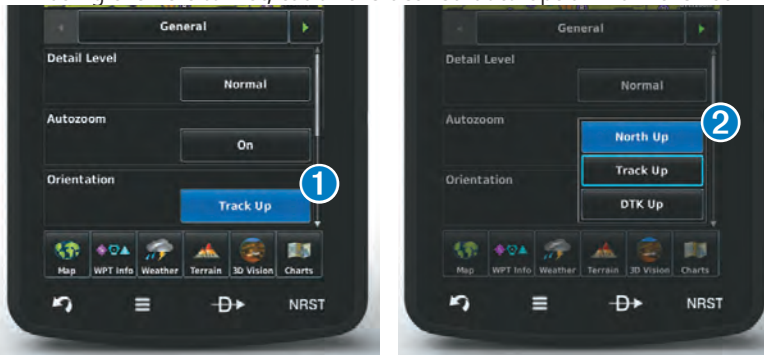 General
Detail Level
Normal
Autozoom
On
Orientation
1
Track Up
Map WPT Info Weather Terrain 3D Vision Charts
NRST
General
Detail Level
Normal
Autozoom
2
North Up
Track Up
Orientation
DTK Up
Map WPT Info Weather Terrain 3D Vision Charts
D
NRST